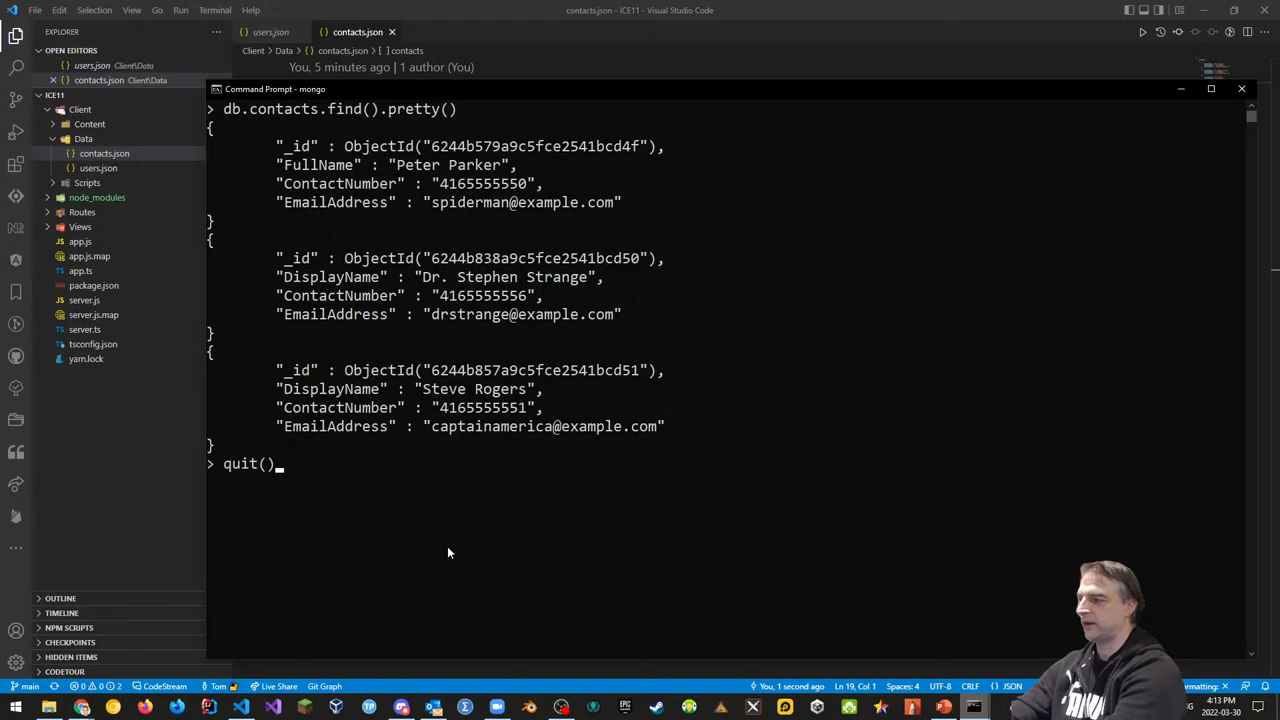 File Edit Selection View Go Run Terminal Help
contacts.json - ICE11 - Visual Studio Code
EXPLORER
OPEN EDITORS
users.json Client\Data
contacts.json Client\Data
ICE11
Client
Content
Data
contacts.json
users.json
Scripts
node_modules
Routes
Views
app.js
app.js.map
app.ts
package.json
server.js
server.js.map
server.ts
tsconfig.json
yarn.lock
OUTLINE
TIMELINE
NPM SCRIPTS
CHECKPOINTS
HIDDEN ITEMS
CODETOUR
users.json
contacts.json
Client > Data > contacts.json > [ ] contacts
You, 5 minutes ago | 1 author (You)
Command Prompt - mongo
> db.contacts.find().pretty()
{
"_id" : ObjectId("6244b579a9c5fce2541bcd4f"),
"FullName" : "Peter Parker",
"ContactNumber" : "4165555550",
"EmailAddress" : "spiderman@example.com"
}
{
"_id" : ObjectId("6244b838a9c5fce2541bcd50"),
"DisplayName" : "Dr. Stephen Strange",
"ContactNumber" : "4165555556",
"EmailAddress" : "drstrange@example.com"
}
{
"_id" : ObjectId("6244b857a9c5fce2541bcd51"),
"DisplayName" : "Steve Rogers",
"ContactNumber" : "4165555551",
"EmailAddress" : "captainamerica@example.com"
}
> quit()
main 0 0 2 CodeStream Tom Live Share Git Graph
You, 1 second ago Ln 19, Col 1 Spaces: 4 UTF-8 CRLF {} JSON
4:13 PM
2022-03-30